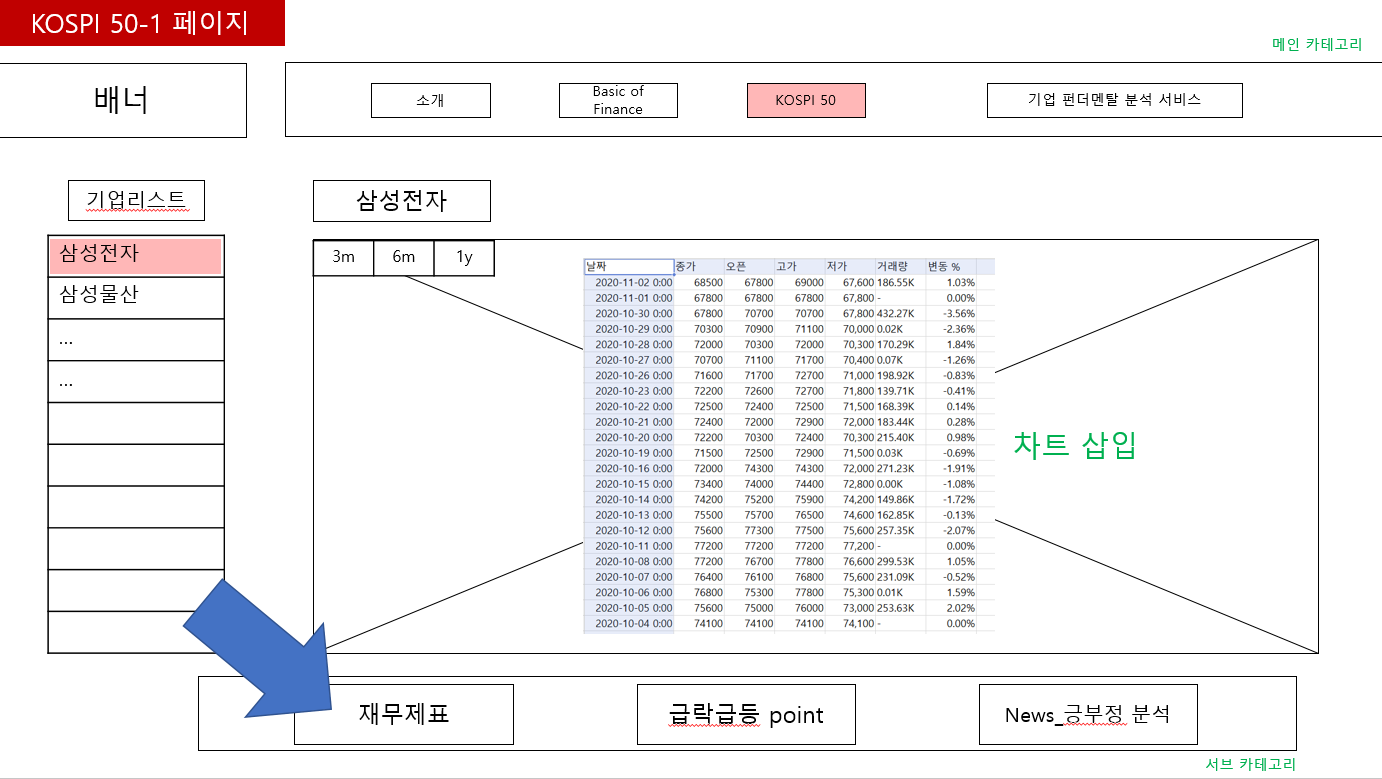 KOSPI 50-1 페이지
메인 카테고리
배너
소개
Basic of
Finance
KOSPI 50
기업 펀더멘탈 분석 서비스
기업리스트
삼성전자
삼성물산
...
...
삼성전자
3m 6m 1y
날짜 종가 오픈 고가 저가 거래량 변동 %
2020-11-02 0:00 68500 67800 69000 67,600 186.55K 1.03%
2020-11-01 0:00 67800 67800 67800 67,800 - 0.00%
2020-10-30 0:00 67800 70700 70700 67,800 432.27K -3.56%
2020-10-29 0:00 70300 70900 71100 70,000 0.02K -2.36%
2020-10-28 0:00 72000 70300 72000 70,300 170.29K 1.84%
2020-10-27 0:00 70700 71100 71700 70,400 0.07K -1.26%
2020-10-26 0:00 71600 71700 72700 71,000 198.92K -0.83%
2020-10-23 0:00 72200 72600 72700 71,800 139.71K -0.41%
2020-10-22 0:00 72500 72400 72500 71,500 168.39K 0.14%
2020-10-21 0:00 72400 72000 72900 72,000 183.44K 0.28%
2020-10-20 0:00 72200 70300 72400 70,300 215.40K 0.98%
2020-10-19 0:00 71500 72500 72900 71,500 0.03K -0.69%
2020-10-16 0:00 72000 74300 74300 72,000 271.23K -1.91%
2020-10-15 0:00 73400 74000 74400 72,800 0.00K -1.08%
2020-10-14 0:00 74200 75200 75900 74,200 149.86K -1.72%
2020-10-13 0:00 75500 75700 76500 74,600 162.85K -0.13%
2020-10-12 0:00 75600 77300 77500 75,600 257.35K -2.07%
2020-10-11 0:00 77200 77200 77200 77,200 - 0.00%
2020-10-08 0:00 77200 76700 77800 76,600 299.53K 1.05%
2020-10-07 0:00 76400 76100 76800 75,600 231.09K -0.52%
2020-10-06 0:00 76800 75300 77800 75,300 0.01K 1.59%
2020-10-05 0:00 75600 75000 76000 73,000 253.63K 2.02%
2020-10-04 0:00 74100 74100 74100 74,100 - 0.00%
차트 삽입
재무제표
급락급등 point
News_긍부정 분석
서브 카테고리